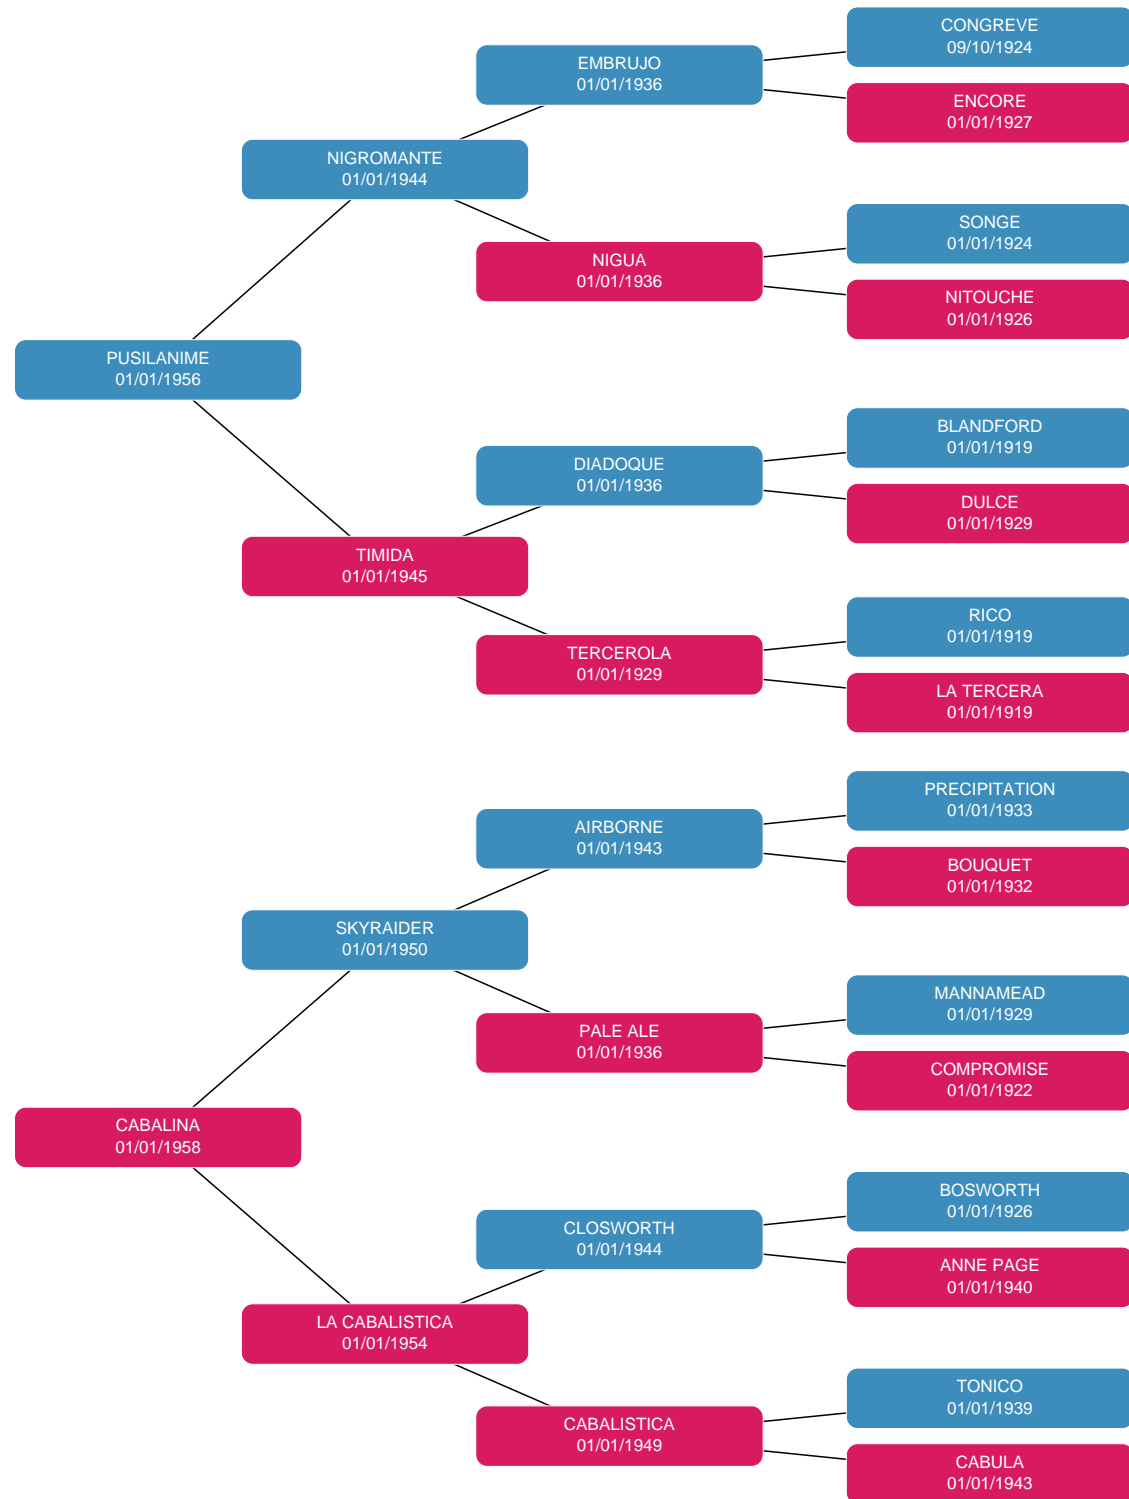 CONGREVE
09/10/1924
EMBRUJO
01/01/1936
ENCORE
01/01/1927
NIGROMANTE
01/01/1944
SONGE
01/01/1924
NIGUA
01/01/1936
NITOUCHE
01/01/1926
PUSILANIME
01/01/1956
BLANDFORD
01/01/1919
DIADOQUE
01/01/1936
DULCE
01/01/1929
TIMIDA
01/01/1945
RICO
01/01/1919
TERCEROLA
01/01/1929
LA TERCERA
01/01/1919
PRECIPITATION
01/01/1933
AIRBORNE
01/01/1943
BOUQUET
01/01/1932
SKYRAIDER
01/01/1950
MANNAMEAD
01/01/1929
PALE ALE
01/01/1936
COMPROMISE
01/01/1922
CABALINA
01/01/1958
BOSWORTH
01/01/1926
CLOSWORTH
01/01/1944
ANNE PAGE
01/01/1940
LA CABALISTICA
01/01/1954
TONICO
01/01/1939
CABALISTICA
01/01/1949
CABULA
01/01/1943